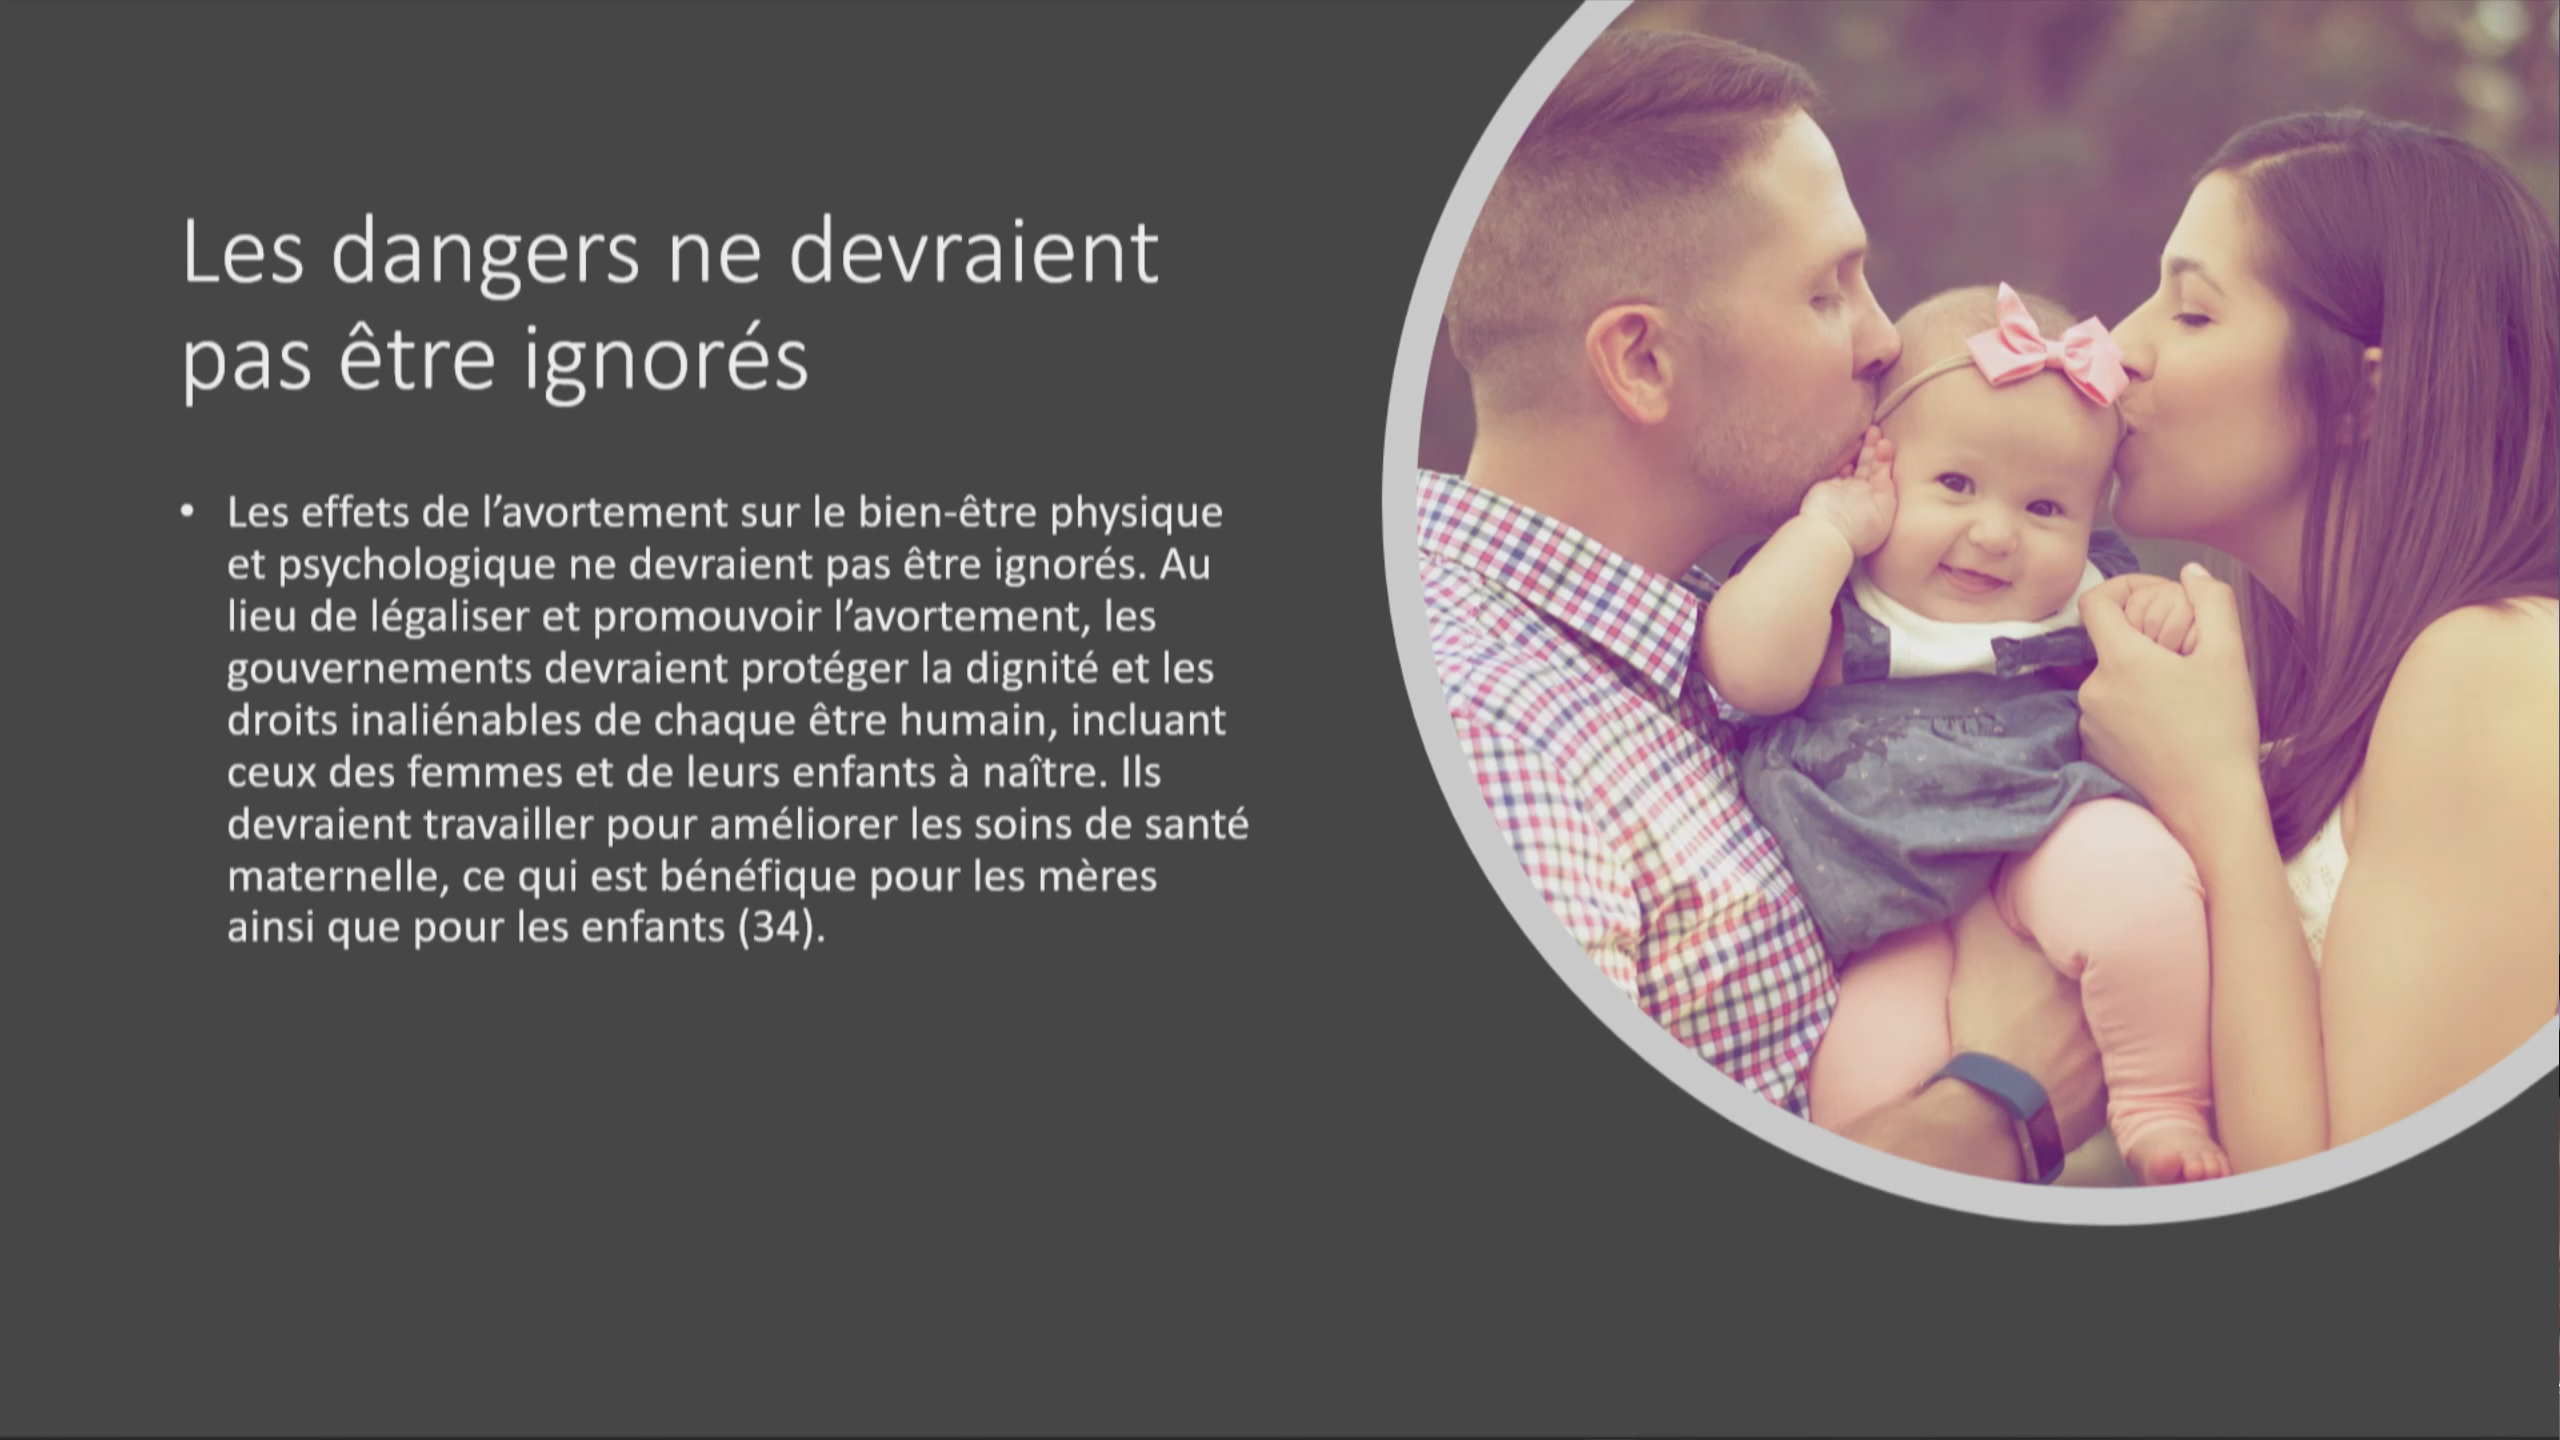 Les dangers ne devraient
pas être ignorés
• Les effets de l’avortement sur le bien-être physique
et psychologique ne devraient pas être ignorés. Au
lieu de légaliser et promouvoir l’avortement, les
gouvernements devraient protéger la dignité et les
droits inaliénables de chaque être humain, incluant
ceux des femmes et de leurs enfants à naître. Ils
devraient travailler pour améliorer les soins de santé
maternelle, ce qui est bénéfique pour les mères
ainsi que pour les enfants (34).